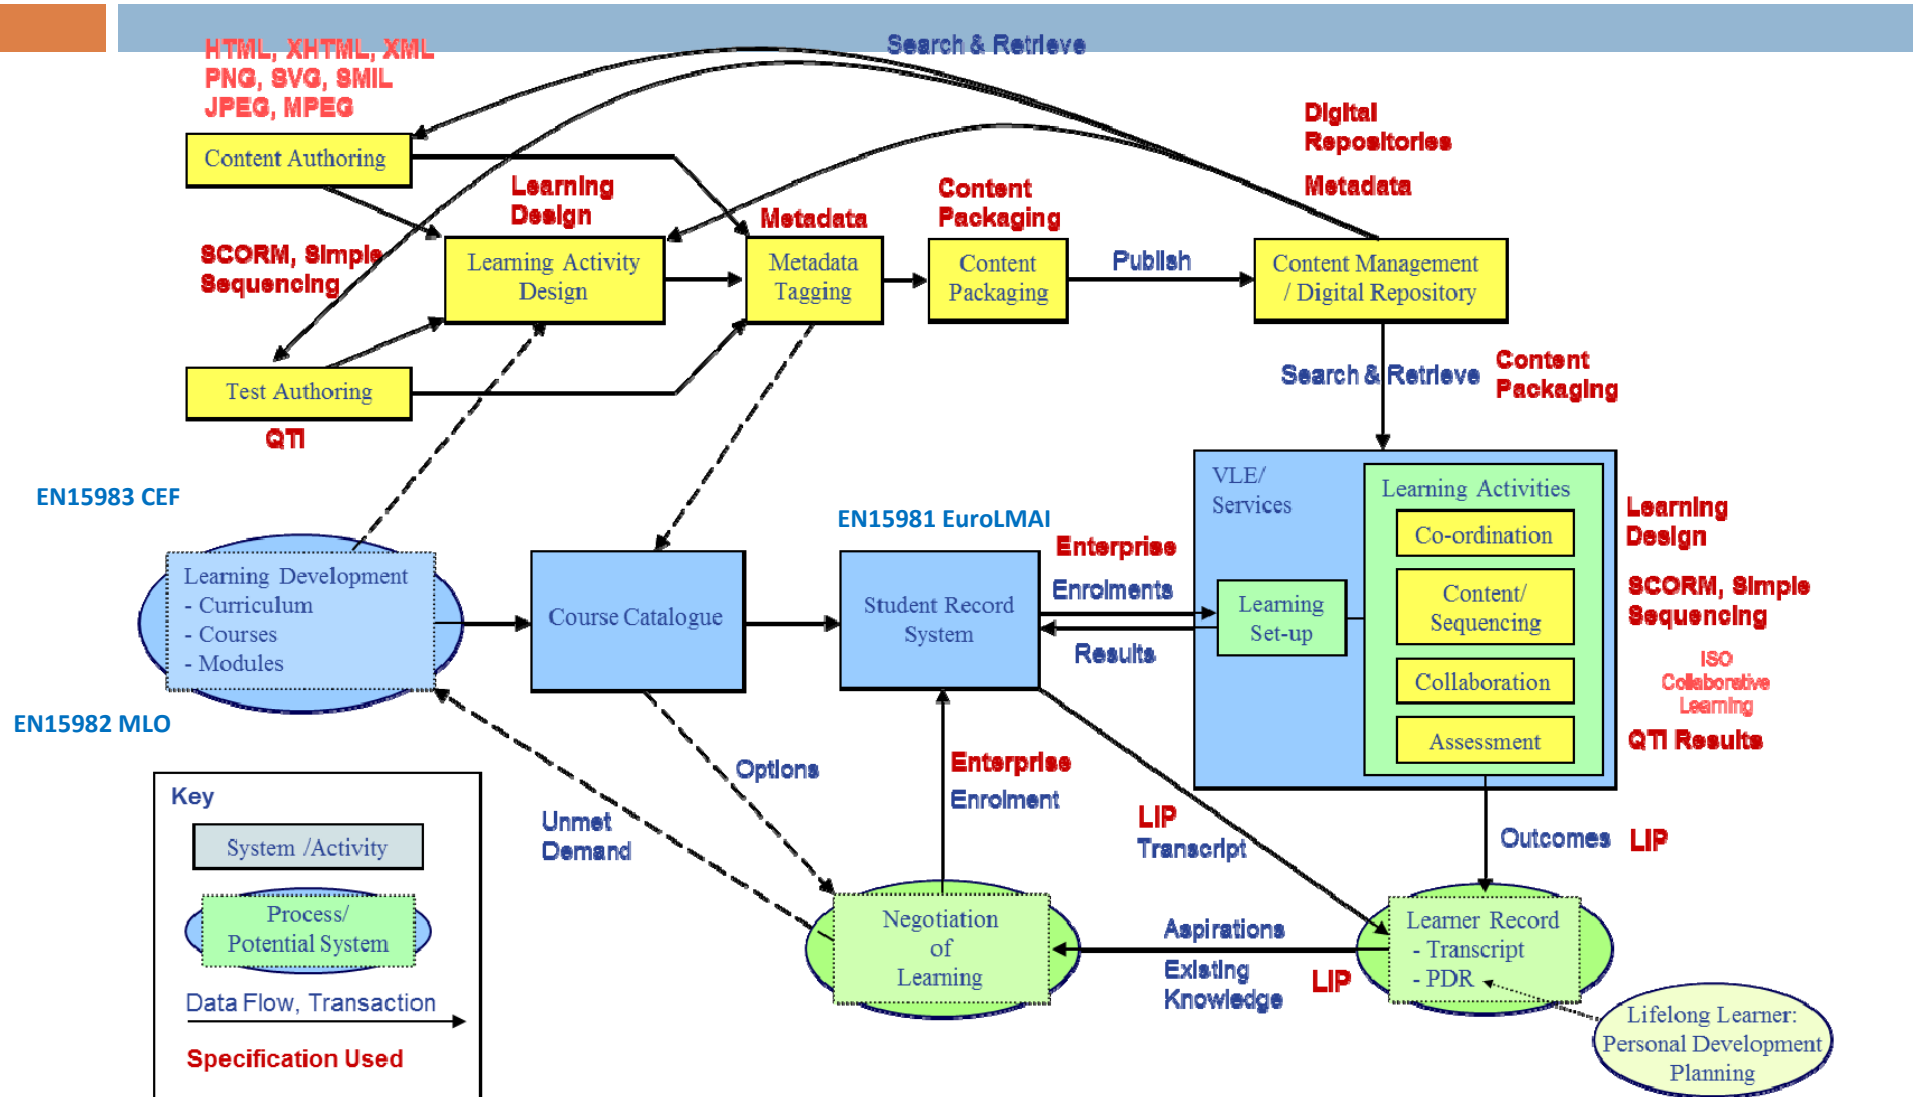 Search & Retrieve
HTML, XHTML, XML
PNG, SVG, SMIL
JPEG, MPEG
Content Authoring
Digital
Repositories
Metadata
Learning
Design
Metadata
Content
Packaging
SCORM, Simple
Sequencing
Learning Activity
Design
Metadata
Tagging
Content
Packaging
Publish
Content Management
/ Digital Repository
Test Authoring
QTI
Search & Retrieve
Content
Packaging
EN15983 CEF
EN15981 EuroLMAI
VLE/
Services
Learning Activities
Co-ordination
Content/
Sequencing
Collaboration
Assessment
Learning
Design
SCORM, Simple
Sequencing
ISO
Collaborative
Learning
QTI Results
Learning Development
- Curriculum
- Courses
- Modules
Course Catalogue
Student Record
System
Enterprise
Enrolments
Results
Learning
Set-up
EN15982 MLO
Options
Unmet
Demand
Enterprise
Enrolment
LIP
Transcript
Outcomes
LIP
Key
System /Activity
Process/
Potential System
Data Flow, Transaction
Specification Used
Negotiation
of
Learning
Aspirations
Existing
Knowledge
LIP
Learner Record
- Transcript
- PDR
Lifelong Learner:
Personal Development
Planning